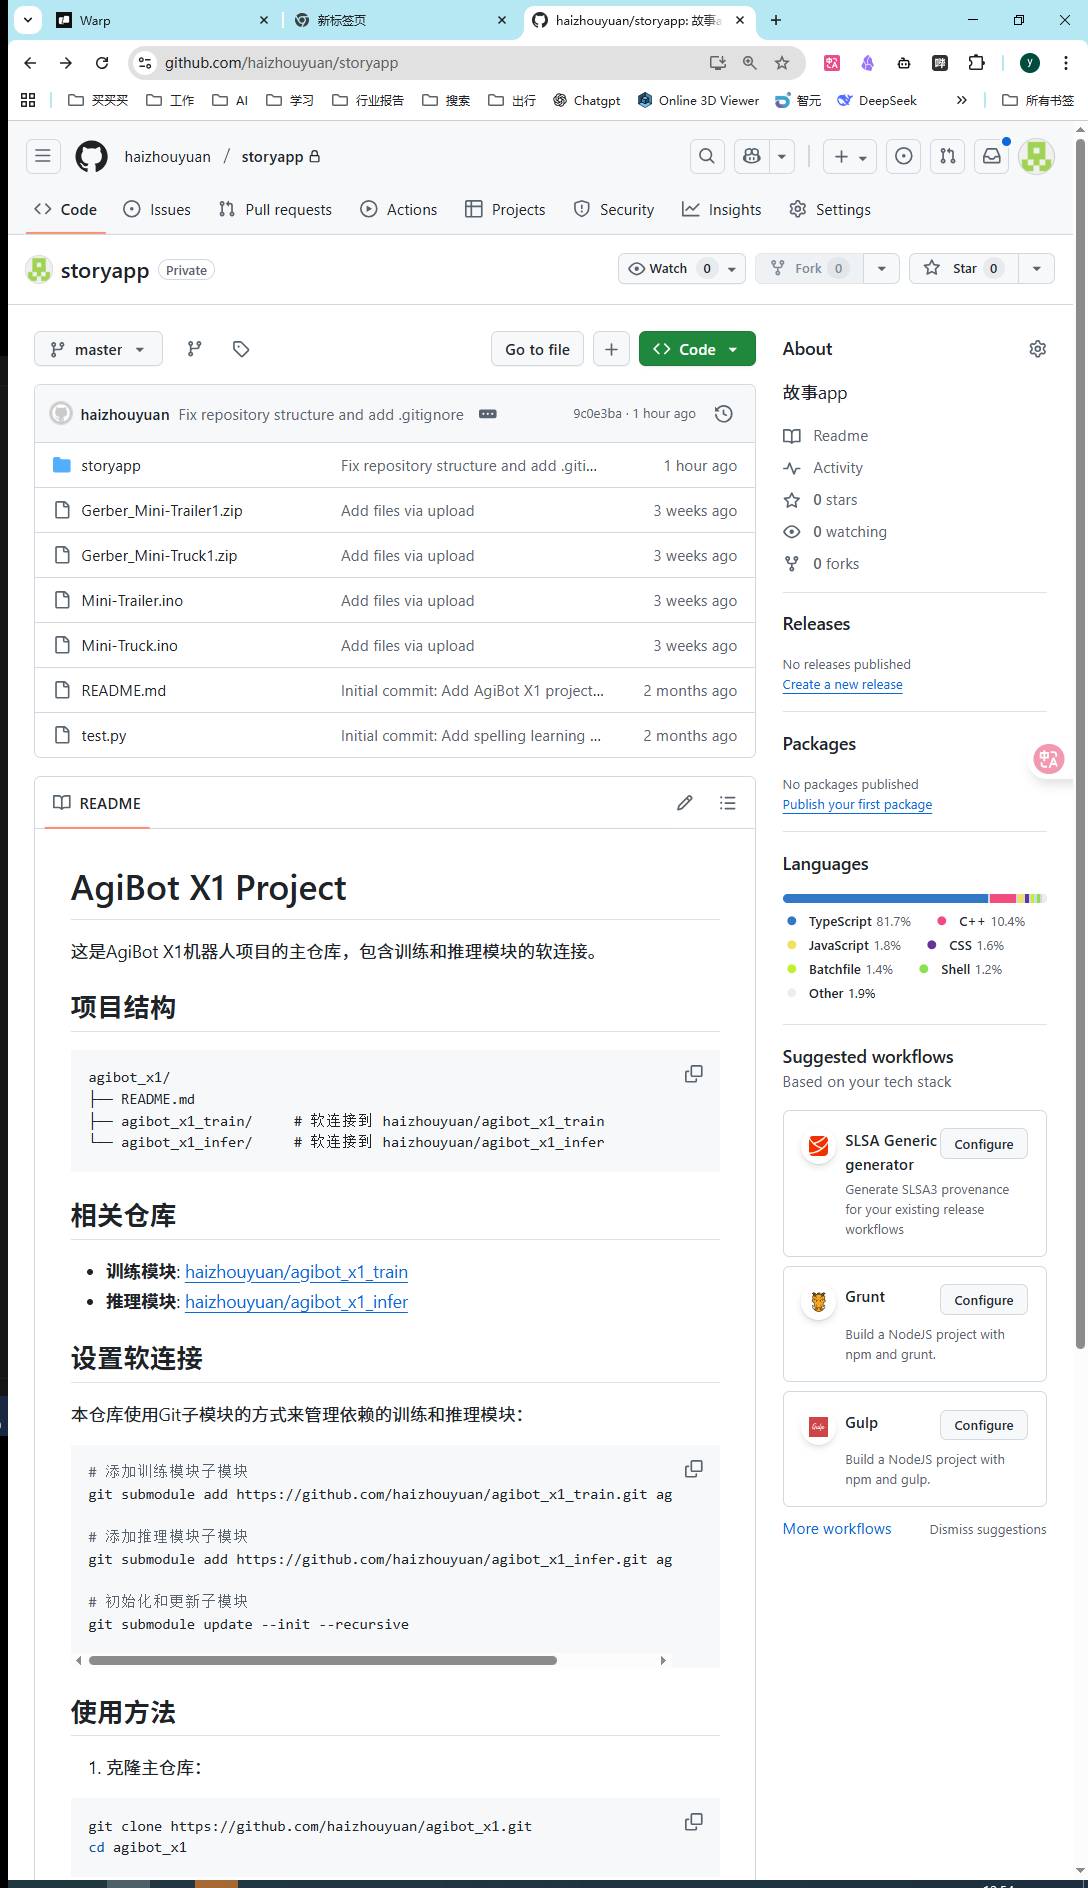 Warp
新标签页
haizhouyuan/storyapp: 故事a
github.com/haizhouyuan/storyapp
y
买买买
工作
AI
学习
行业报告
搜索
出行
Chatgpt
Online 3D Viewer
智元
DeepSeek
所有书签
haizhouyuan / storyapp
Code
Issues
Pull requests
Actions
Projects
Security
Insights
Settings
storyapp Private
Watch 0
Fork 0
Star 0
master
Go to file
Code
haizhouyuan Fix repository structure and add .gitignore 9c0e3ba · 1 hour ago
storyapp Fix repository structure and add .giti... 1 hour ago
Gerber_Mini-Trailer1.zip Add files via upload 3 weeks ago
Gerber_Mini-Truck1.zip Add files via upload 3 weeks ago
Mini-Trailer.ino Add files via upload 3 weeks ago
Mini-Truck.ino Add files via upload 3 weeks ago
README.md Initial commit: Add AgiBot X1 project... 2 months ago
test.py Initial commit: Add spelling learning ... 2 months ago
README
AgiBot X1 Project
这是AgiBot X1机器人项目的主仓库，包含训练和推理模块的软连接。
项目结构
agibot_x1/
├── README.md
├── agibot_x1_train/ # 软连接到 haizhouyuan/agibot_x1_train
└── agibot_x1_infer/ # 软连接到 haizhouyuan/agibot_x1_infer
相关仓库
• 训练模块: haizhouyuan/agibot_x1_train
• 推理模块: haizhouyuan/agibot_x1_infer
设置软连接
本仓库使用Git子模块的方式来管理依赖的训练和推理模块：
# 添加训练模块子模块
git submodule add https://github.com/haizhouyuan/agibot_x1_train.git ag
# 添加推理模块子模块
git submodule add https://github.com/haizhouyuan/agibot_x1_infer.git ag
# 初始化和更新子模块
git submodule update --init --recursive
使用方法
1. 克隆主仓库：
git clone https://github.com/haizhouyuan/agibot_x1.git
cd agibot_x1
About
故事app
Readme
Activity
0 stars
0 watching
0 forks
Releases
No releases published
Create a new release
Packages
No packages published
Publish your first package
Languages
TypeScript 81.7% C++ 10.4%
JavaScript 1.8% CSS 1.6%
Batchfile 1.4% Shell 1.2%
Other 1.9%
Suggested workflows
Based on your tech stack
SLSA Generic
generator
Configure
Generate SLSA3 provenance
for your existing release
workflows
Grunt
Configure
Build a NodeJS project with
npm and grunt.
Gulp
Configure
Build a NodeJS project with
npm and gulp.
More workflows
Dismiss suggestions